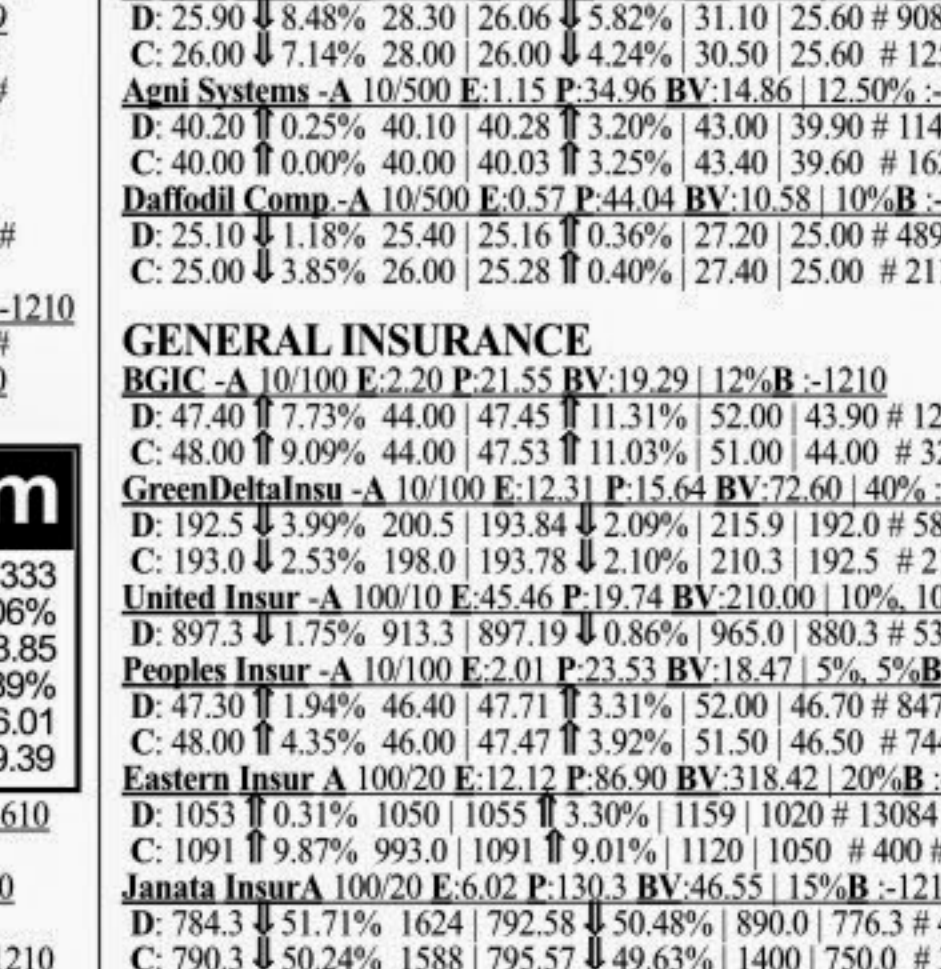 #
-1210
#
m
333
06%
3.85
39%
6.01
9.39
610
0
1210
D: 25.90 ⇓ 8.48% 28.30 | 26.06 ⇓ 5.82% | 31.10 | 25.60 # 908
C: 26.00 ⇓ 7.14% 28.00 | 26.00 ⇓ 4.24% | 30.50 | 25.60 # 12
Agni Systems -A 10/500 E:1.15 P:34.96 BV:14.86 | 12.50% :-
D: 40.20 ⇑ 0.25% 40.10 | 40.28 ⇑ 3.20% | 43.00 | 39.90 # 114
C: 40.00 ⇑ 0.00% 40.00 | 40.03 ⇑ 3.25% | 43.40 | 39.60 # 16
Daffodil Comp.-A 10/500 E:0.57 P:44.04 BV:10.58 | 10%B :-
D: 25.10 ⇓ 1.18% 25.40 | 25.16 ⇑ 0.36% | 27.20 | 25.00 # 489
C: 25.00 ⇓ 3.85% 26.00 | 25.28 ⇑ 0.40% | 27.40 | 25.00 # 21
GENERAL INSURANCE
BGIC -A 10/100 E:2.20 P:21.55 BV:19.29 | 12%B :-1210
D: 47.40 ⇑ 7.73% 44.00 | 47.45 ⇑ 11.31% | 52.00 | 43.90 # 12
C: 48.00 ⇑ 9.09% 44.00 | 47.53 ⇑ 11.03% | 51.00 | 44.00 # 32
GreenDeltaInsu -A 10/100 E:12.31 P:15.64 BV:72.60 | 40% :
D: 192.5 ⇓ 3.99% 200.5 | 193.84 ⇓ 2.09% | 215.9 | 192.0 # 58
C: 193.0 ⇓ 2.53% 198.0 | 193.78 ⇓ 2.10% | 210.3 | 192.5 # 2
United Insur -A 100/10 E:45.46 P:19.74 BV:210.00 | 10%, 10
D: 897.3 ⇓ 1.75% 913.3 | 897.19 ⇓ 0.86% | 965.0 | 880.3 # 53
Peoples Insur -A 10/100 E:2.01 P:23.53 BV:18.47 | 5%, 5%B
D: 47.30 ⇑ 1.94% 46.40 | 47.71 ⇑ 3.31% | 52.00 | 46.70 # 847
C: 48.00 ⇑ 4.35% 46.00 | 47.47 ⇑ 3.92% | 51.50 | 46.50 # 744
Eastern Insur A 100/20 E:12.12 P:86.90 BV:318.42 | 20%B :
D: 1053 ⇑ 0.31% 1050 | 1055 ⇑ 3.30% | 1159 | 1020 # 13084
C: 1091 ⇑ 9.87% 993.0 | 1091 ⇑ 9.01% | 1120 | 1050 # 400 #
Janata InsurA 100/20 E:6.02 P:130.3 BV:46.55 | 15%B :-121
D: 784.3 ⇓ 51.71% 1624 | 792.58 ⇓ 50.48% | 890.0 | 776.3 #
C: 790.3 ⇓ 50.24% 1588 | 795.57 ⇓ 49.63% | 1400 | 750.0 #